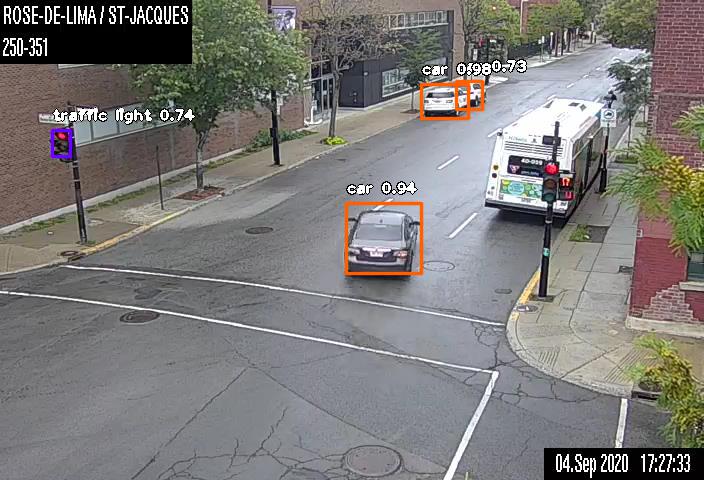 ROSE-DE-LIMA / ST-JACQUES
250-351
car 0.98
0.73
traffic light 0.74
car 0.94
04.Sep 2020 17:27:33